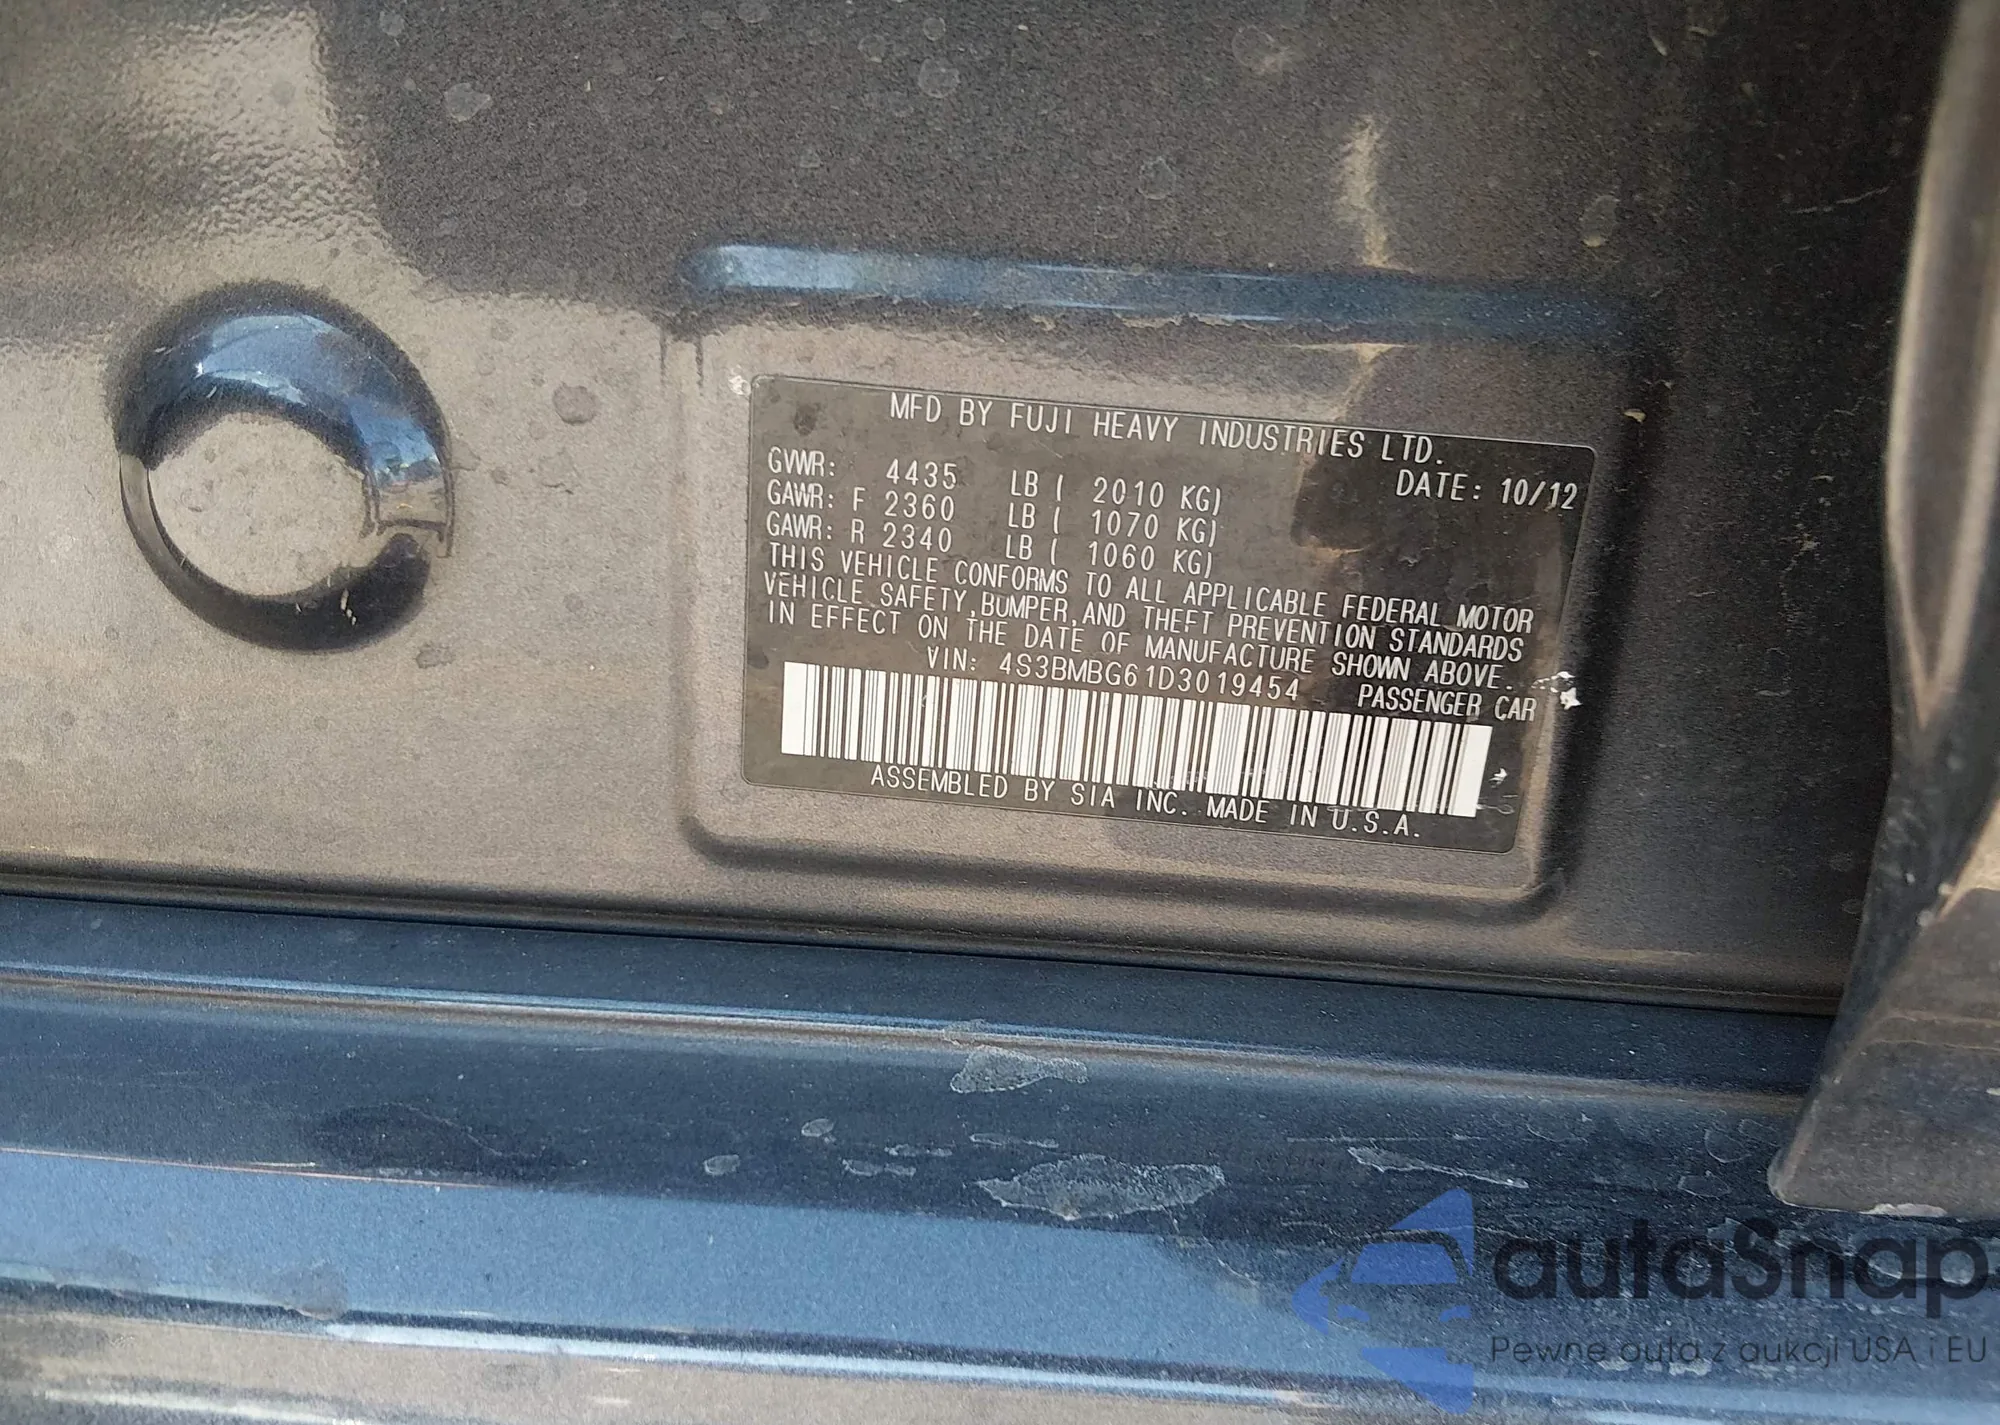 MFD BY FUJI HEAVY INDUSTRIES LTD.
DATE: 10/12
GVWR: 4435 LB ( 2010 KG)
GAWR: F 2360 LB ( 1070 KG)
GAWR: R 2340 LB ( 1060 KG)
THIS VEHICLE CONFORMS TO ALL APPLICABLE FEDERAL MOTOR
VEHICLE SAFETY, BUMPER, AND THEFT PREVENTION STANDARDS
IN EFFECT ON THE DATE OF MANUFACTURE SHOWN ABOVE.
VIN: 4S3BMBG61D3019454 PASSENGER CAR
ASSEMBLED BY SIA INC. MADE IN U.S.A.
autaSnap
Pewne auta z aukcji USA i EU